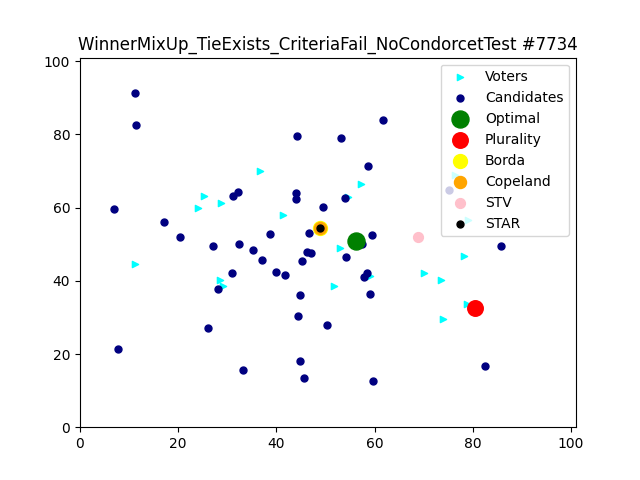 WinnerMixUp_TieExists_CriteriaFail_NoCondorcetTest #7734
100
80
60
40
20
0
0 20 40 60 80 100
Voters
Candidates
Optimal
Plurality
Borda
Copeland
STV
STAR